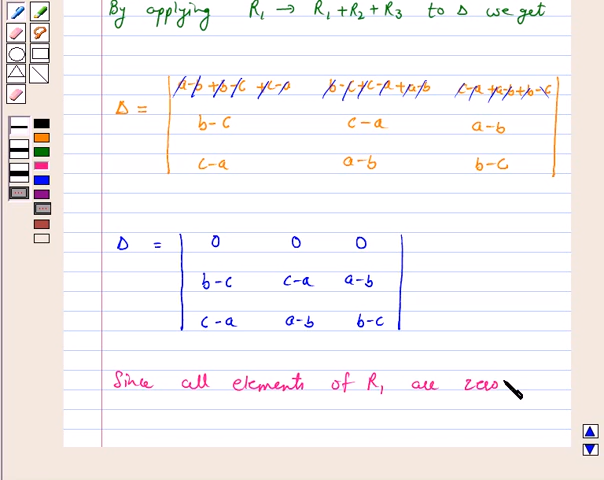 By applying R₁ → R₁ + R₂ + R₃ to Δ we get
a-b+b-c+c-a b-c+c-a+a-b c-a+a-b+b-c
Δ = b-c c-a a-b
c-a a-b b-c
Δ = 0 0 0
b-c c-a a-b
c-a a-b b-c
Since all elements of R₁ are zero